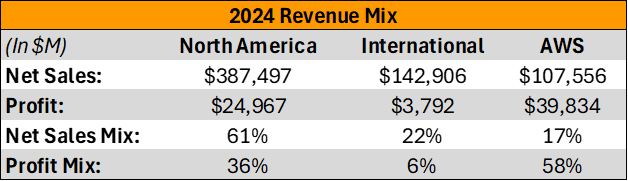 2024 Revenue Mix
(In $M) North America International AWS
Net Sales: $387,497 $142,906 $107,556
Profit: $24,967 $3,792 $39,834
Net Sales Mix: 61% 22% 17%
Profit Mix: 36% 6% 58%